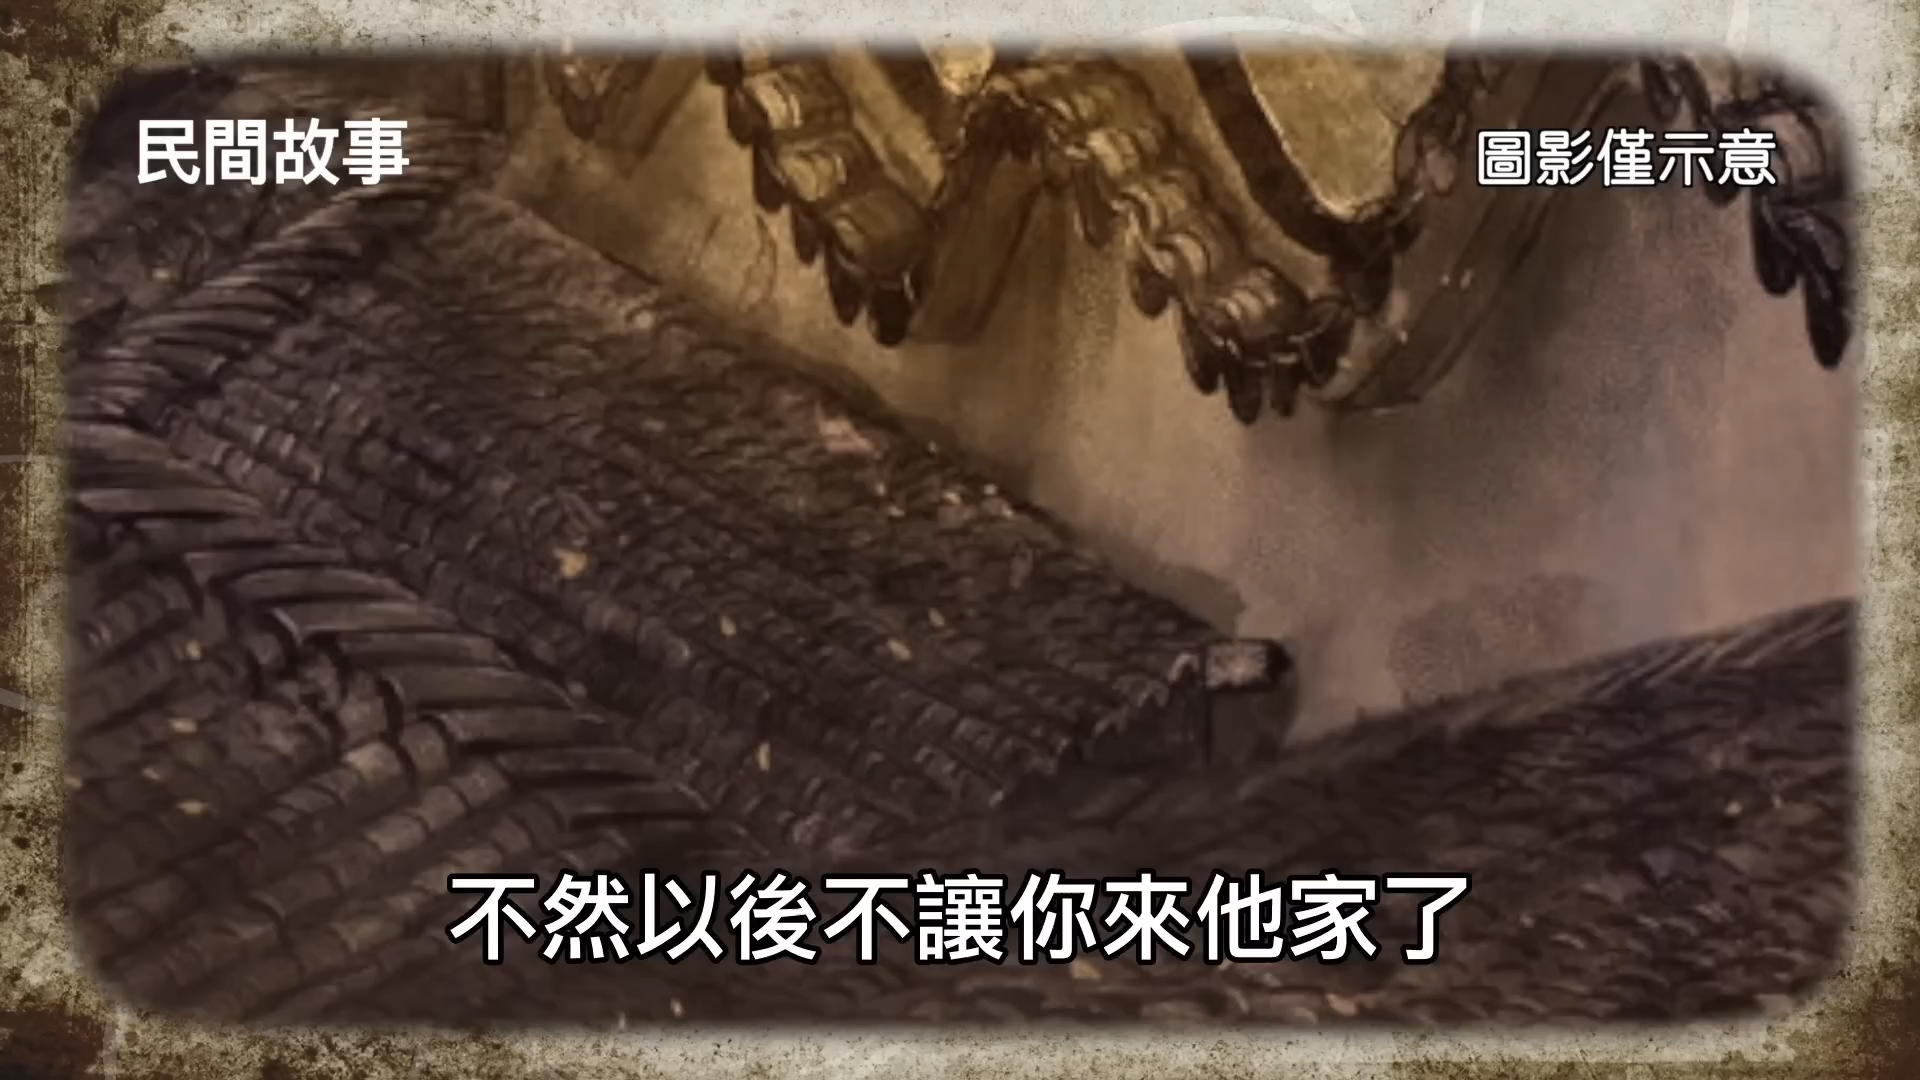 民間故事
圖影僅示意
不然以後不讓你來他家了